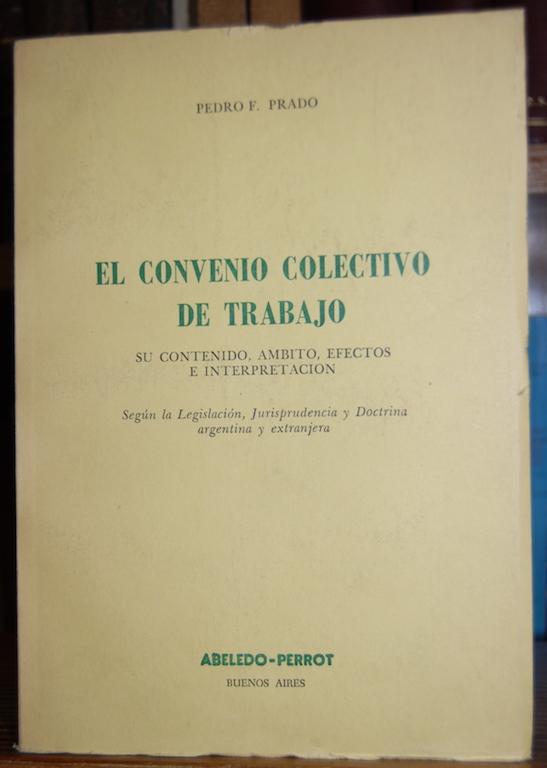 PEDRO F. PRADO
EL CONVENIO COLECTIVO
DE TRABAJO
SU CONTENIDO, AMBITO, EFECTOS
E INTERPRETACION
Según la Legislación, Jurisprudencia y Doctrina
argentina y extranjera
ABELEDO-PERROT
BUENOS AIRES